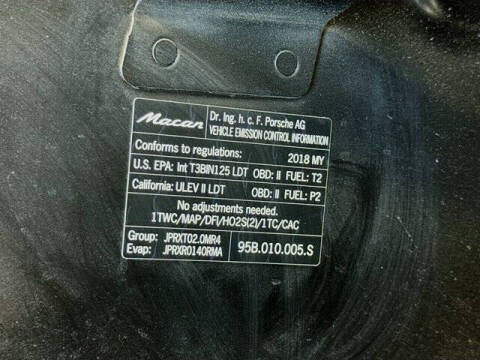 Macan Dr. Ing. h. c. F. Porsche AG
VEHICLE EMISSION CONTROL INFORMATION
Conforms to regulations: 2018 MY
U.S. EPA: Int T3BIN125 LDT OBD: II FUEL: T2
California: ULEV II LDT OBD: II FUEL: P2
No adjustments needed.
1TWC/MAP/DFI/HO2S(2)/1TC/CAC
Group: JPRXT02.0MR4
Evap: JPRXR0140RMA 95B.010.005.S